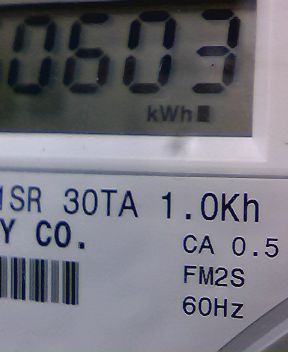 0603
kWh
1SR 30TA 1.0Kh
Y CO.
CA 0.5
FM2S
60Hz